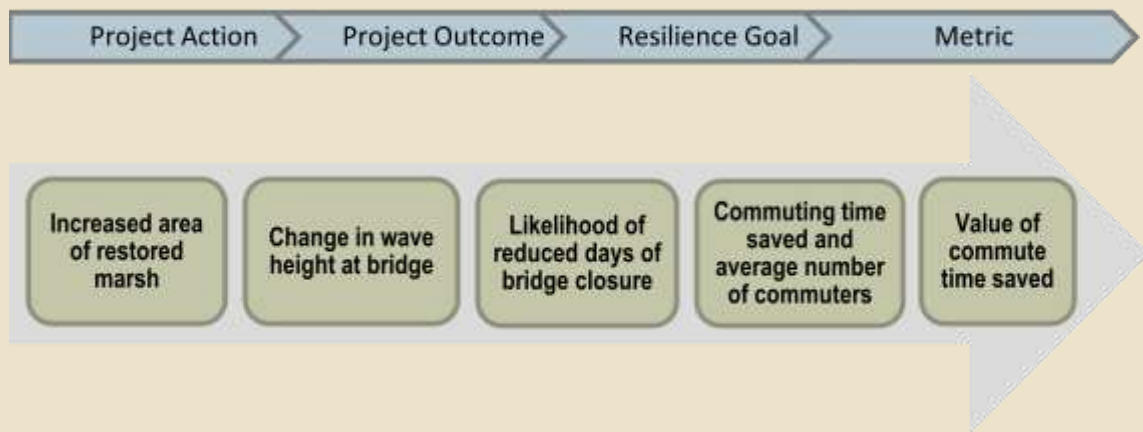 Project Action Project Outcome Resilience Goal Metric
Increased area
of restored
marsh
Change in wave
height at bridge
Likelihood of
reduced days of
bridge closure
Commuting time
saved and
average number
of commuters
Value of
commute
time saved